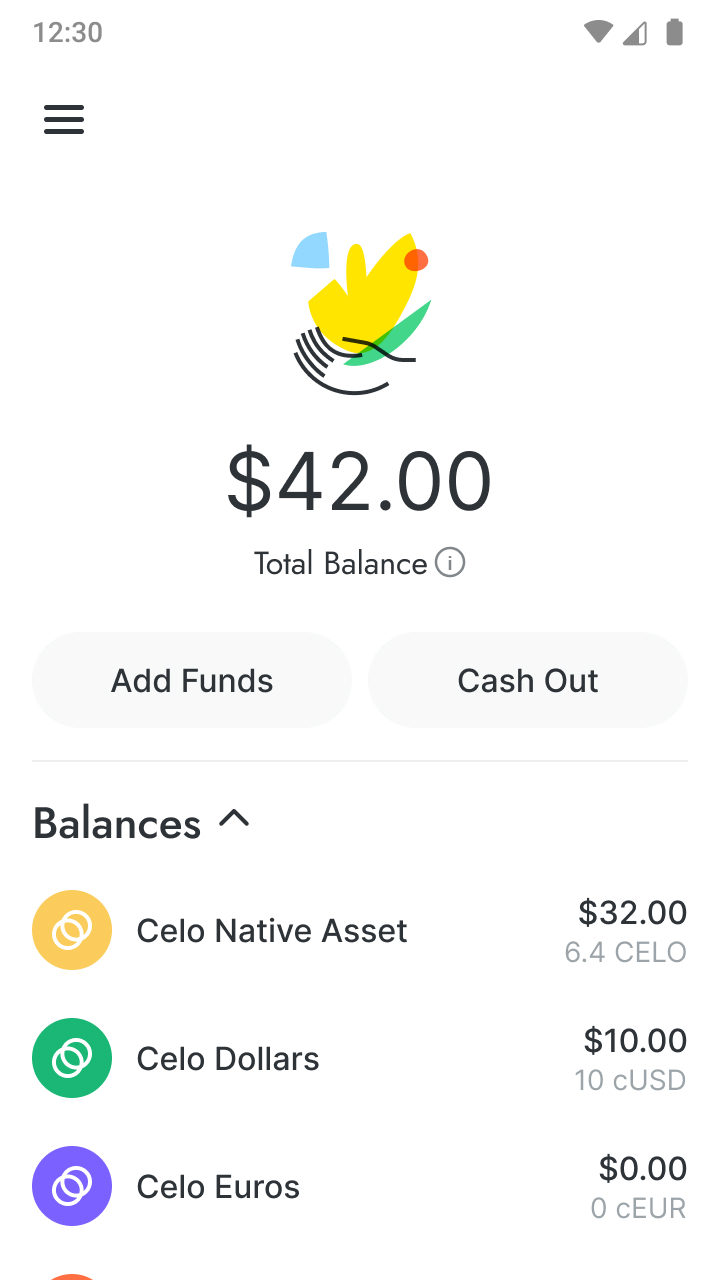 12:30
$42.00
Total Balance
Add Funds
Cash Out
Balances
Celo Native Asset
$32.00
6.4 CELO
Celo Dollars
$10.00
10 cUSD
Celo Euros
$0.00
0 cEUR